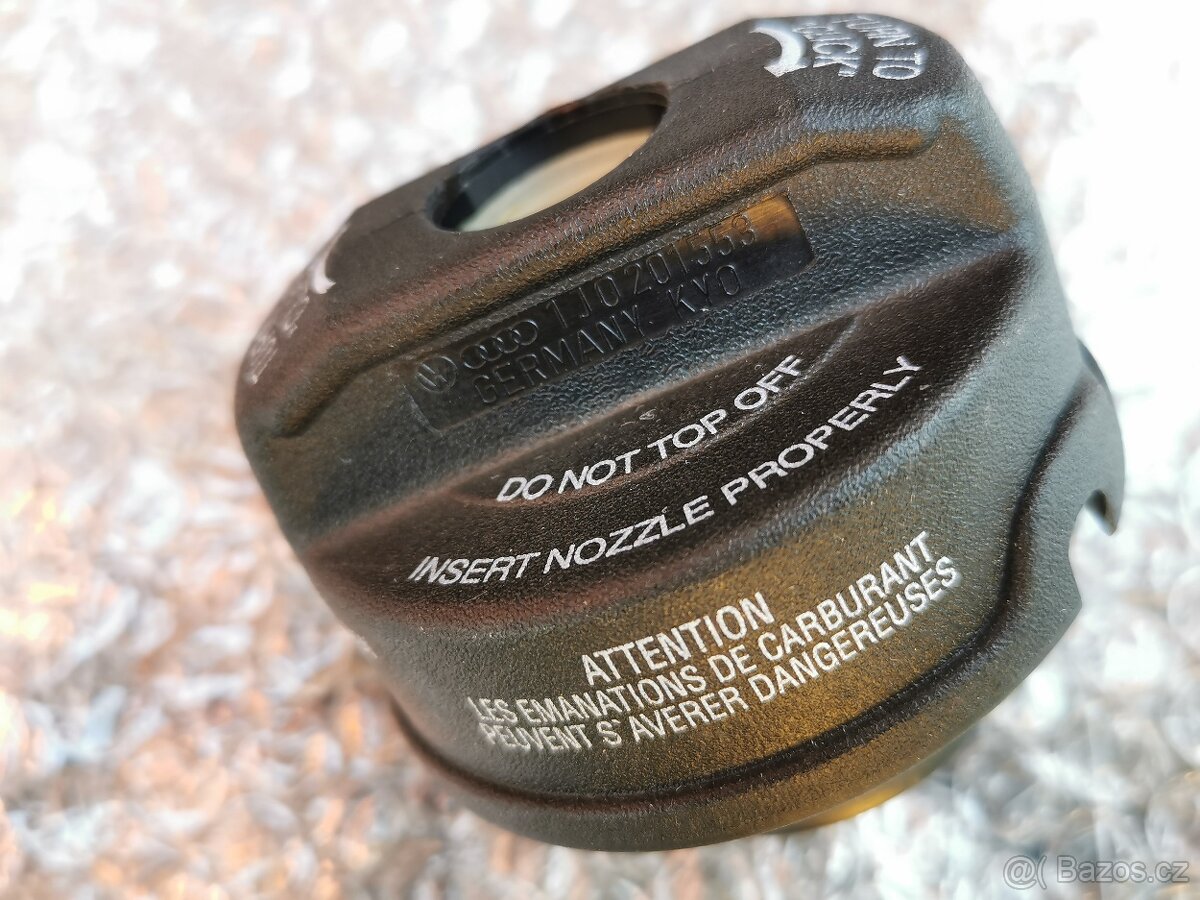 TURN TO
CLICK
1J0 201 553
GERMANY KYO
DO NOT TOP OFF
INSERT NOZZLE PROPERLY
ATTENTION
LES EMANATIONS DE CARBURANT
PEUVENT S'AVERER DANGEREUSES
@( Bazos.cz